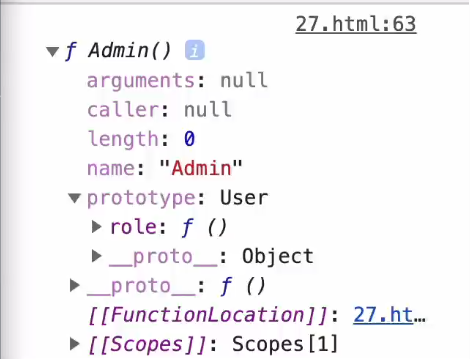 27.html:63
▼ƒ Admin() i
arguments: null
caller: null
length: 0
name: "Admin"
▼prototype: User
▶role: ƒ ()
▶__proto__: Object
▶__proto__: ƒ ()
[[FunctionLocation]]: 27.ht…
▶[[Scopes]]: Scopes[1]